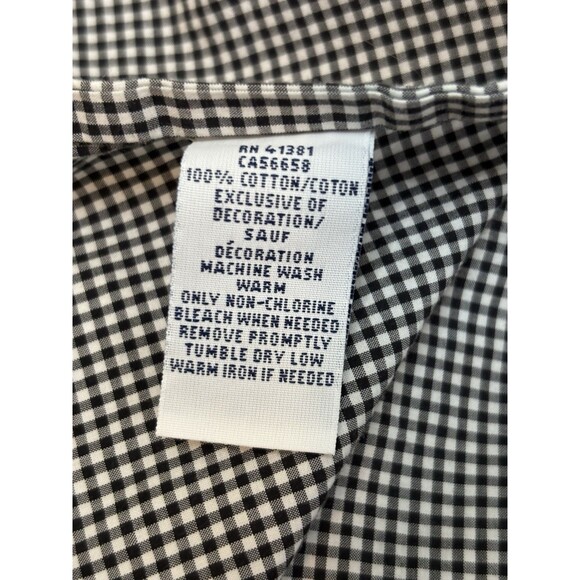 RN 41381
CA56658
100% COTTON/COTON
EXCLUSIVE OF
DECORATION/
SAUF
DÉCORATION
MACHINE WASH
WARM
ONLY NON-CHLORINE
BLEACH WHEN NEEDED
REMOVE PROMPTLY
TUMBLE DRY LOW
WARM IRON IF NEEDED